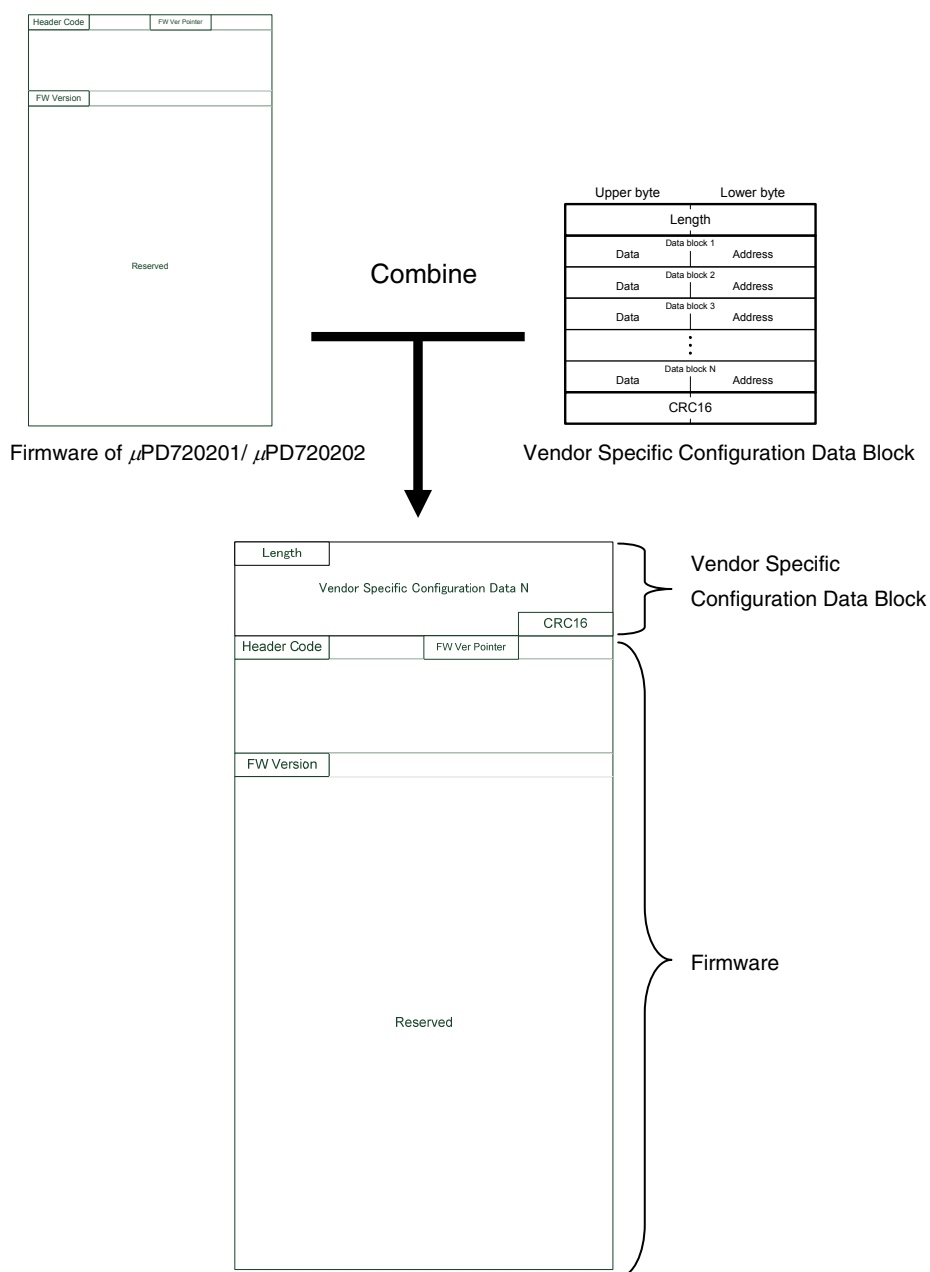 Header Code
FW Ver Pointer
FW Version
Reserved
Combine
Upper byte Lower byte
Length
Data block 1
Data Address
Data block 2
Data Address
Data block 3
Data Address
Data block N
Data Address
CRC16
Firmware of μPD720201/ μPD720202
Vendor Specific Configuration Data Block
Length
Vendor Specific Configuration Data N
CRC16
Vendor Specific
Configuration Data Block
Header Code
FW Ver Pointer
FW Version
Reserved
Firmware